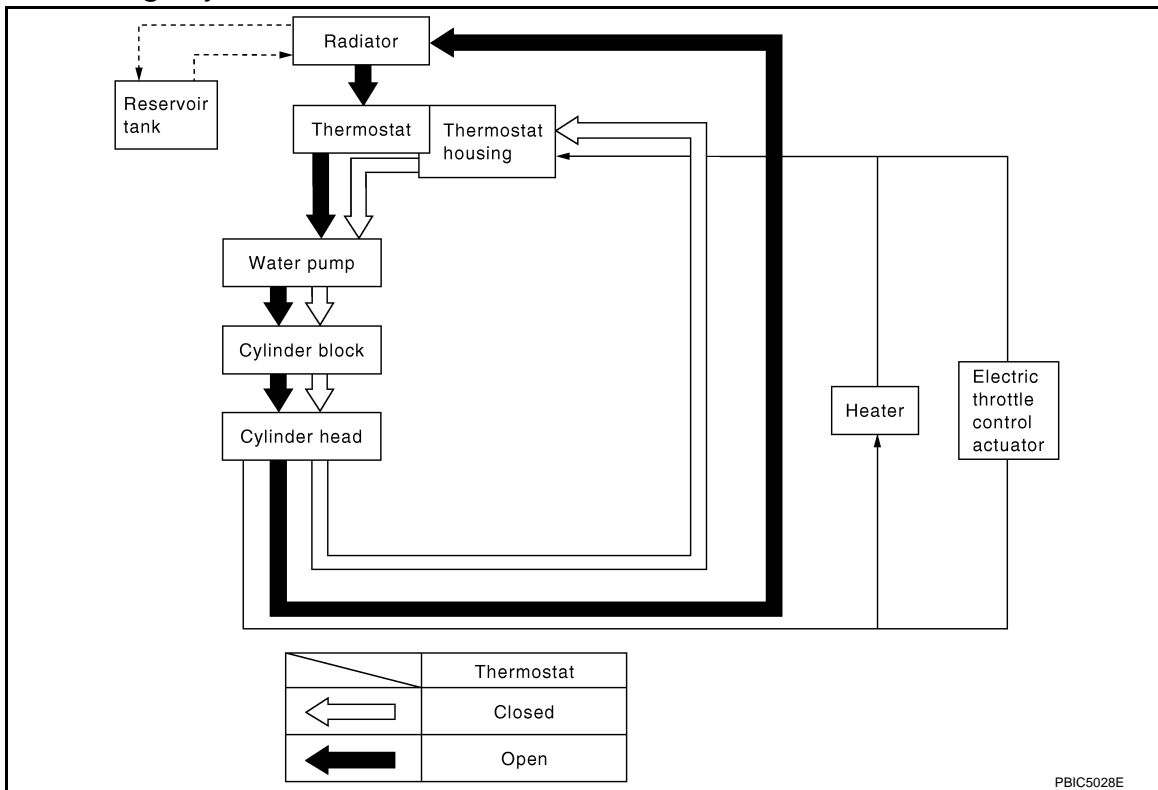 Radiator
Reservoir
tank
Thermostat
Thermostat
housing
Water pump
Cylinder block
Cylinder head
Heater
Electric
throttle
control
actuator
Thermostat
Closed
Open
PBIC5028E